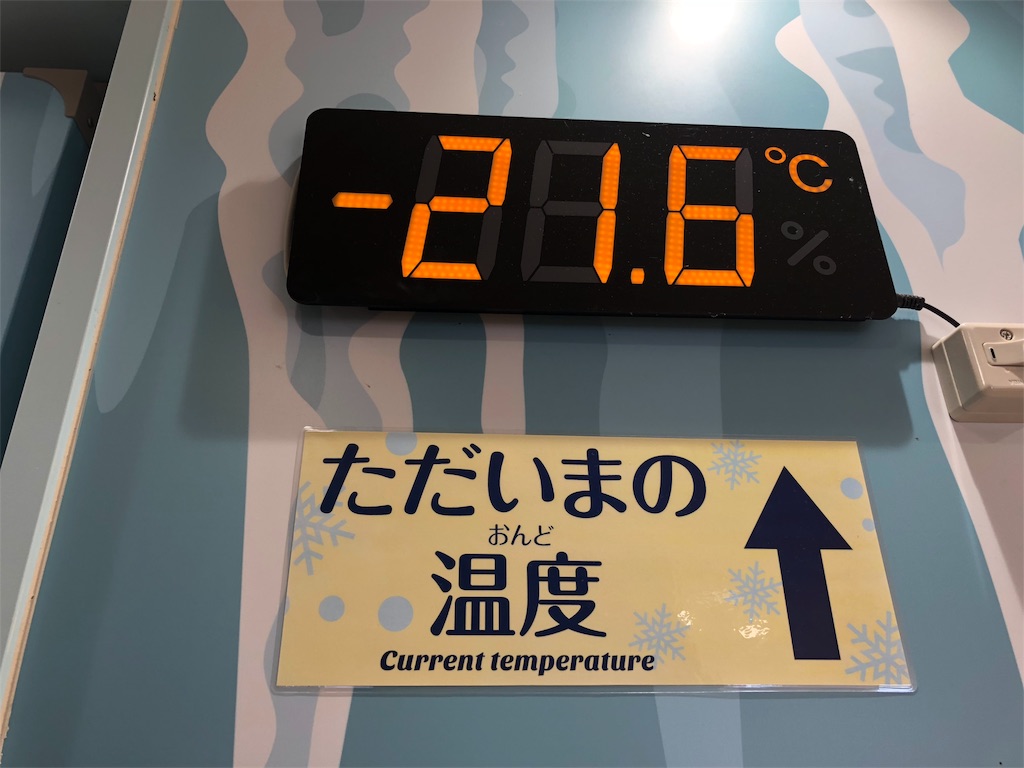 -21.6 °C
%
ただいまの
おんど
温度
Current temperature